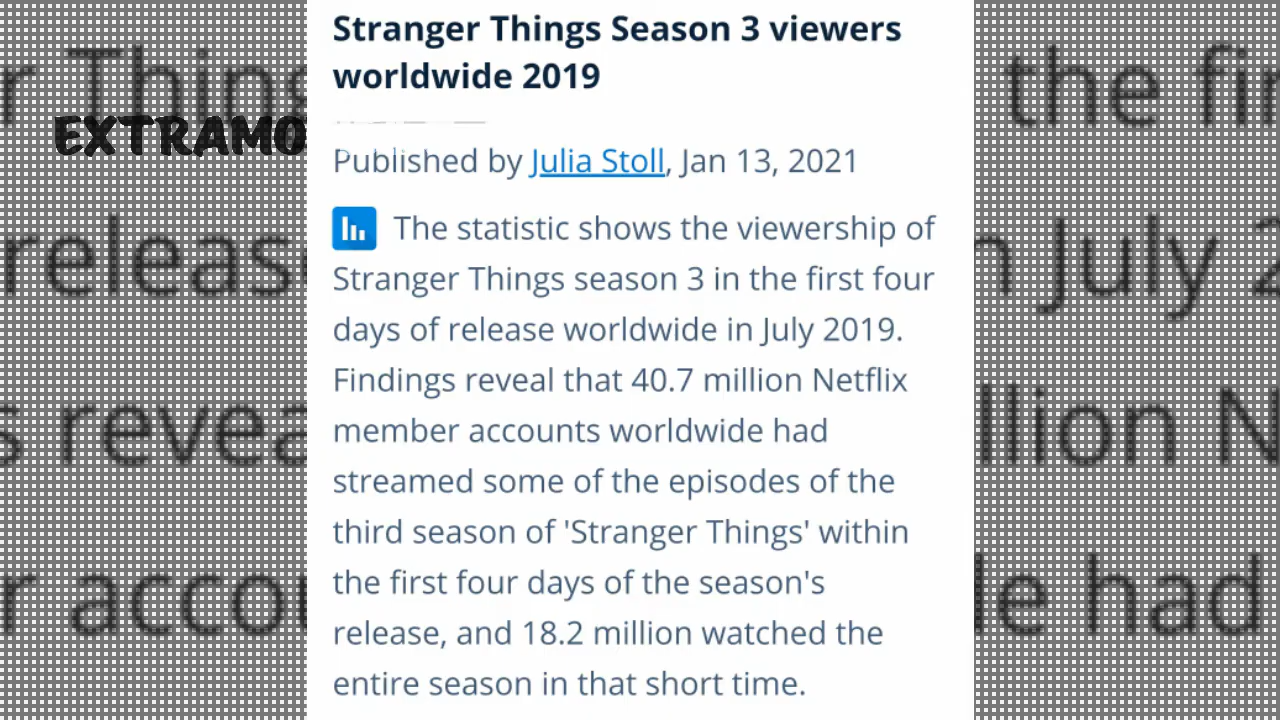 Stranger Things Season 3 viewers
worldwide 2019
EXTRAMO
Published by Julia Stoll, Jan 13, 2021
The statistic shows the viewership of
Stranger Things season 3 in the first four
days of release worldwide in July 2019.
Findings reveal that 40.7 million Netflix
member accounts worldwide had
streamed some of the episodes of the
third season of 'Stranger Things' within
the first four days of the season's
release, and 18.2 million watched the
entire season in that short time.